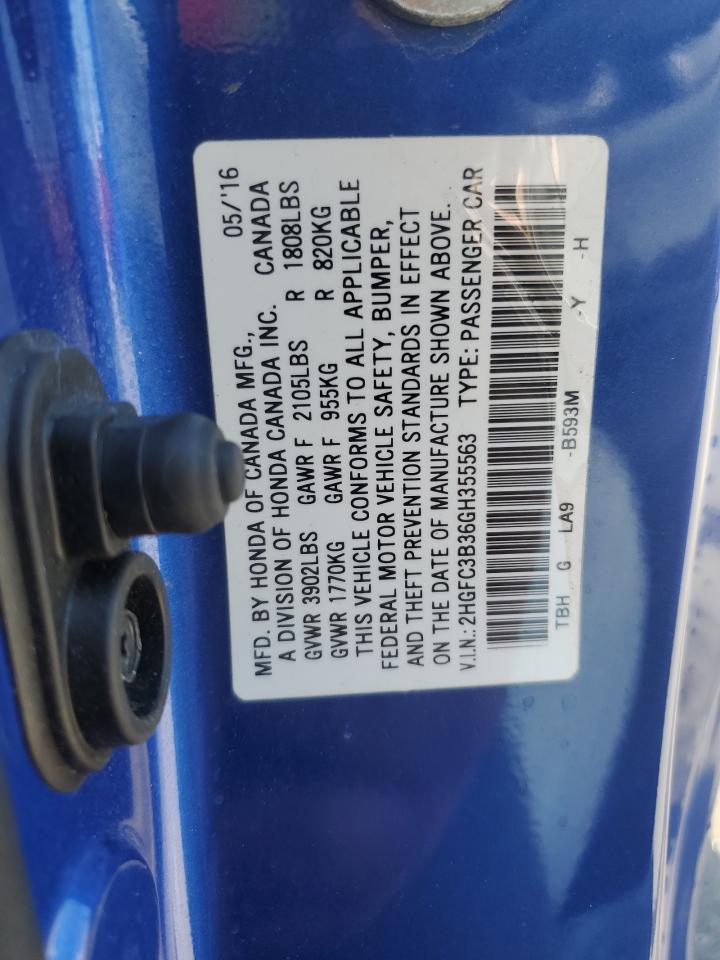 MFD. BY HONDA OF CANADA MFG., 05/'16
A DIVISION OF HONDA CANADA INC. CANADA
GVWR 3902LBS GAWR F 2105LBS R 1808LBS
GVWR 1770KG GAWR F 955KG R 820KG
THIS VEHICLE CONFORMS TO ALL APPLICABLE
FEDERAL MOTOR VEHICLE SAFETY, BUMPER,
AND THEFT PREVENTION STANDARDS IN EFFECT
ON THE DATE OF MANUFACTURE SHOWN ABOVE.
V.I.N.: 2HGFC3B36GH355563 TYPE: PASSENGER CAR
TBH G LA9 -B593M -Y -H